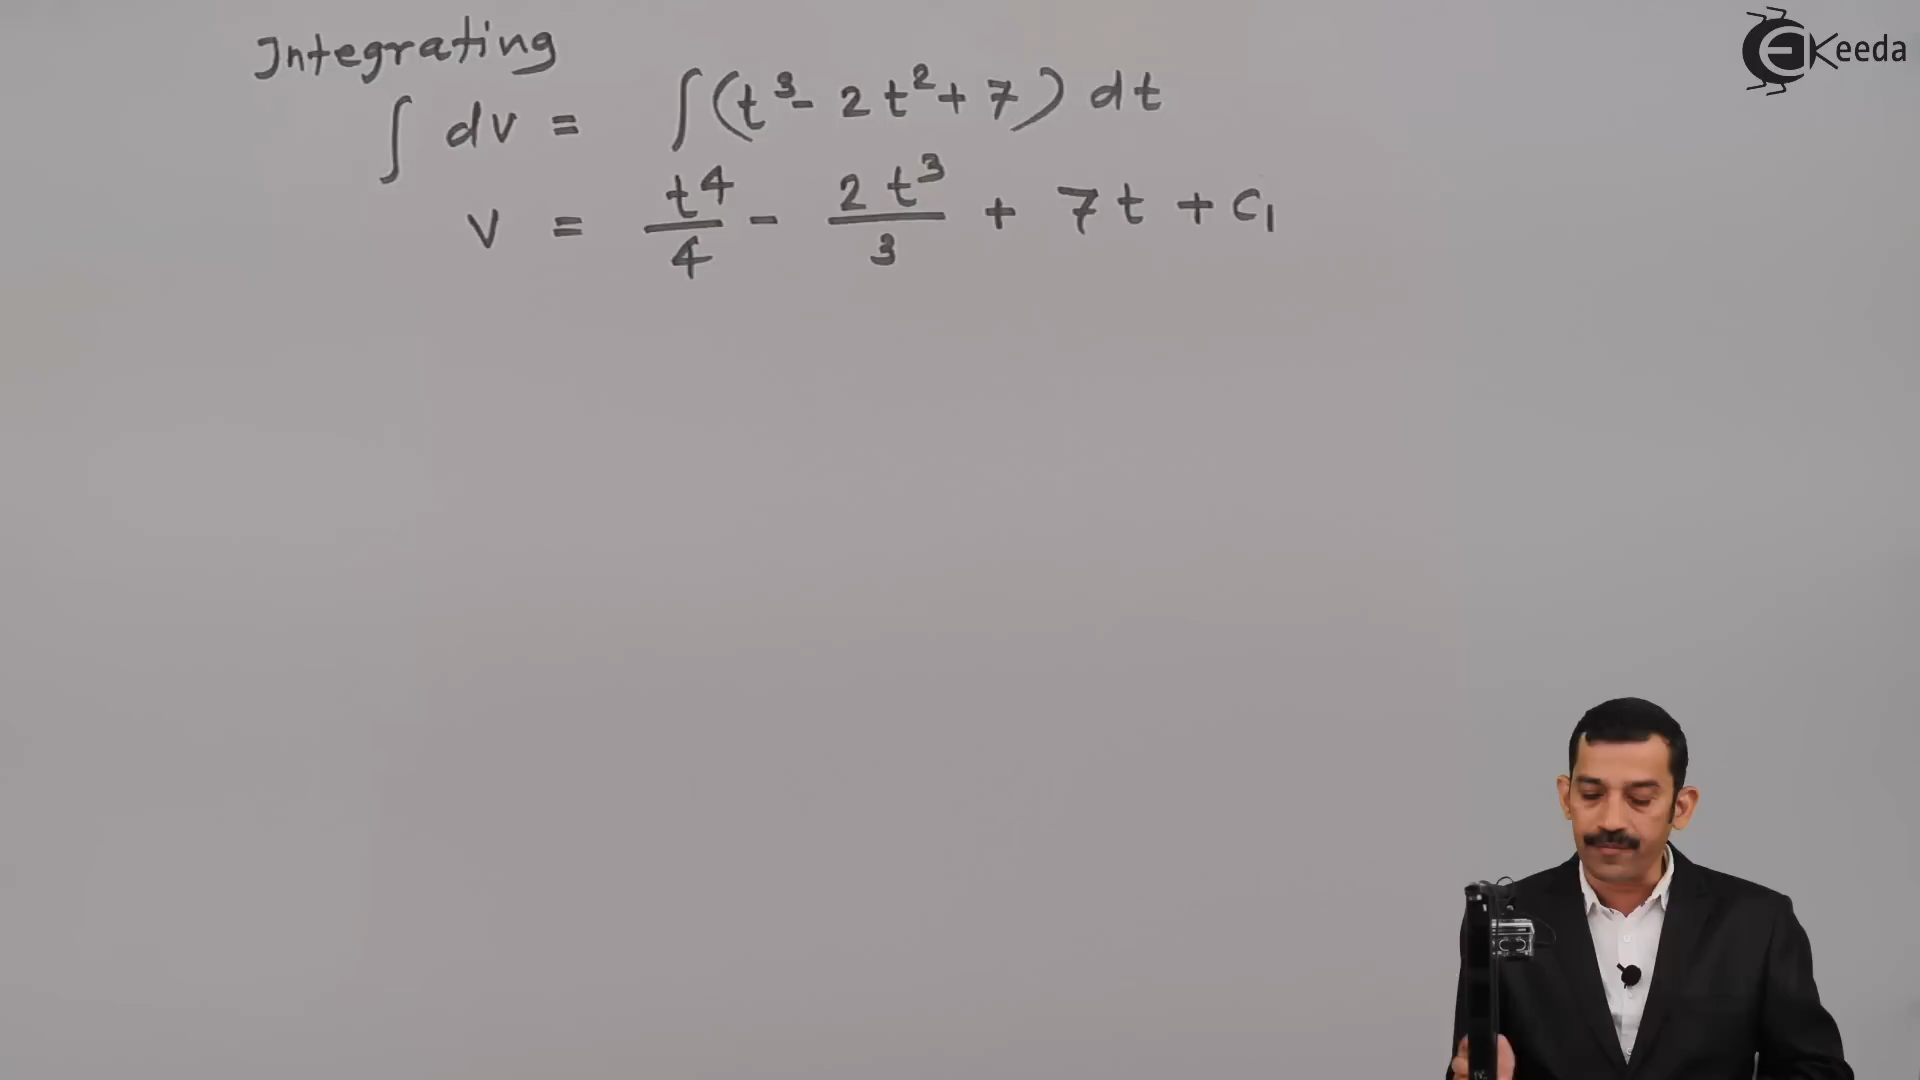 Integrating
∫ dv = ∫(t³ - 2t² + 7) dt
v = t⁴/4 - 2t³/3 + 7t + c₁
EKeeda